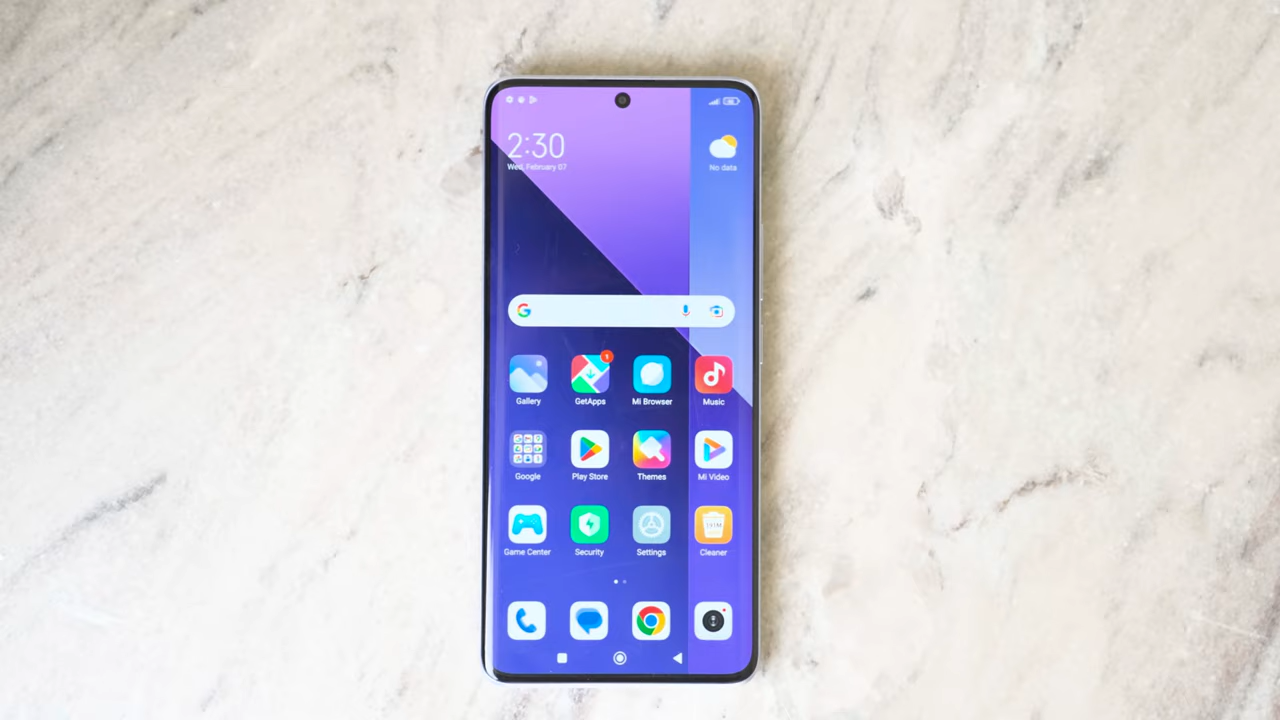 2:30
Wed, February 07
No data
Gallery
GetApps
Mi Browser
Music
Google
Play Store
Themes
Mi Video
Game Center
Security
Settings
Cleaner